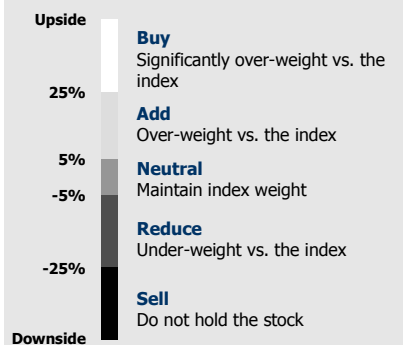 Upside
Buy
Significantly over-weight vs. the
index
25%
Add
Over-weight vs. the index
5%
Neutral
Maintain index weight
-5%
Reduce
Under-weight vs. the index
-25%
Sell
Do not hold the stock
Downside